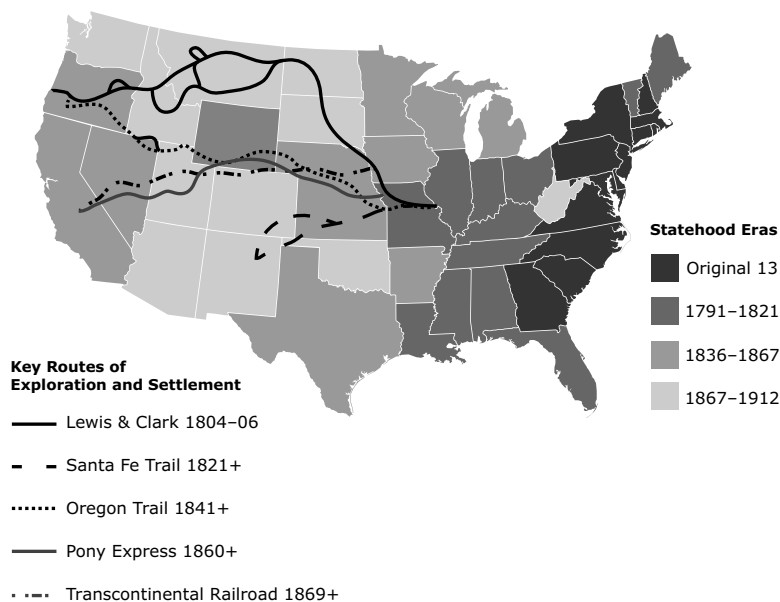 Statehood Eras
Original 13
1791–1821
1836–1867
1867–1912
Key Routes of
Exploration and Settlement
Lewis & Clark 1804–06
Santa Fe Trail 1821+
Oregon Trail 1841+
Pony Express 1860+
Transcontinental Railroad 1869+